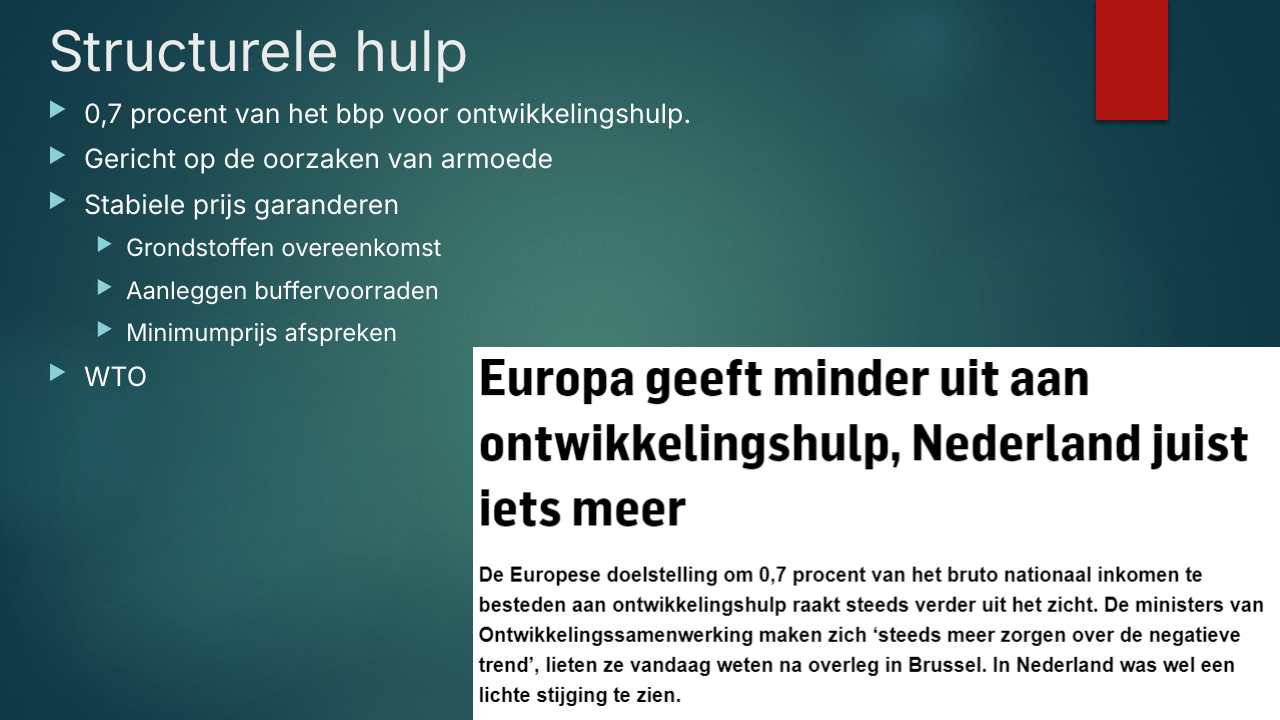 Structurele hulp
0,7 procent van het bbp voor ontwikkelingshulp.
Gericht op de oorzaken van armoede
Stabiele prijs garanderen
Grondstoffen overeenkomst
Aanleggen buffervoorraden
Minimumprijs afspreken
WTO
Europa geeft minder uit aan
ontwikkelingshulp, Nederland juist
iets meer
De Europese doelstelling om 0,7 procent van het bruto nationaal inkomen te
besteden aan ontwikkelingshulp raakt steeds verder uit het zicht. De ministers van
Ontwikkelingssamenwerking maken zich ‘steeds meer zorgen over de negatieve
trend’, lieten ze vandaag weten na overleg in Brussel. In Nederland was wel een
lichte stijging te zien.